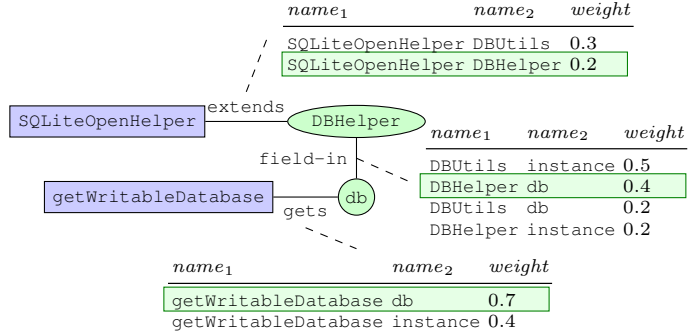 name₁ name₂ weight
SQLiteOpenHelper DBUtils 0.3
SQLiteOpenHelper DBHelper 0.2
extends
SQLiteOpenHelper
DBHelper
name₁ name₂ weight
DBUtils instance 0.5
DBHelper db 0.4
DBUtils db 0.2
DBHelper instance 0.2
field-in
getWritableDatabase
db
gets
name₁ name₂ weight
getWritableDatabase db 0.7
getWritableDatabase instance 0.4